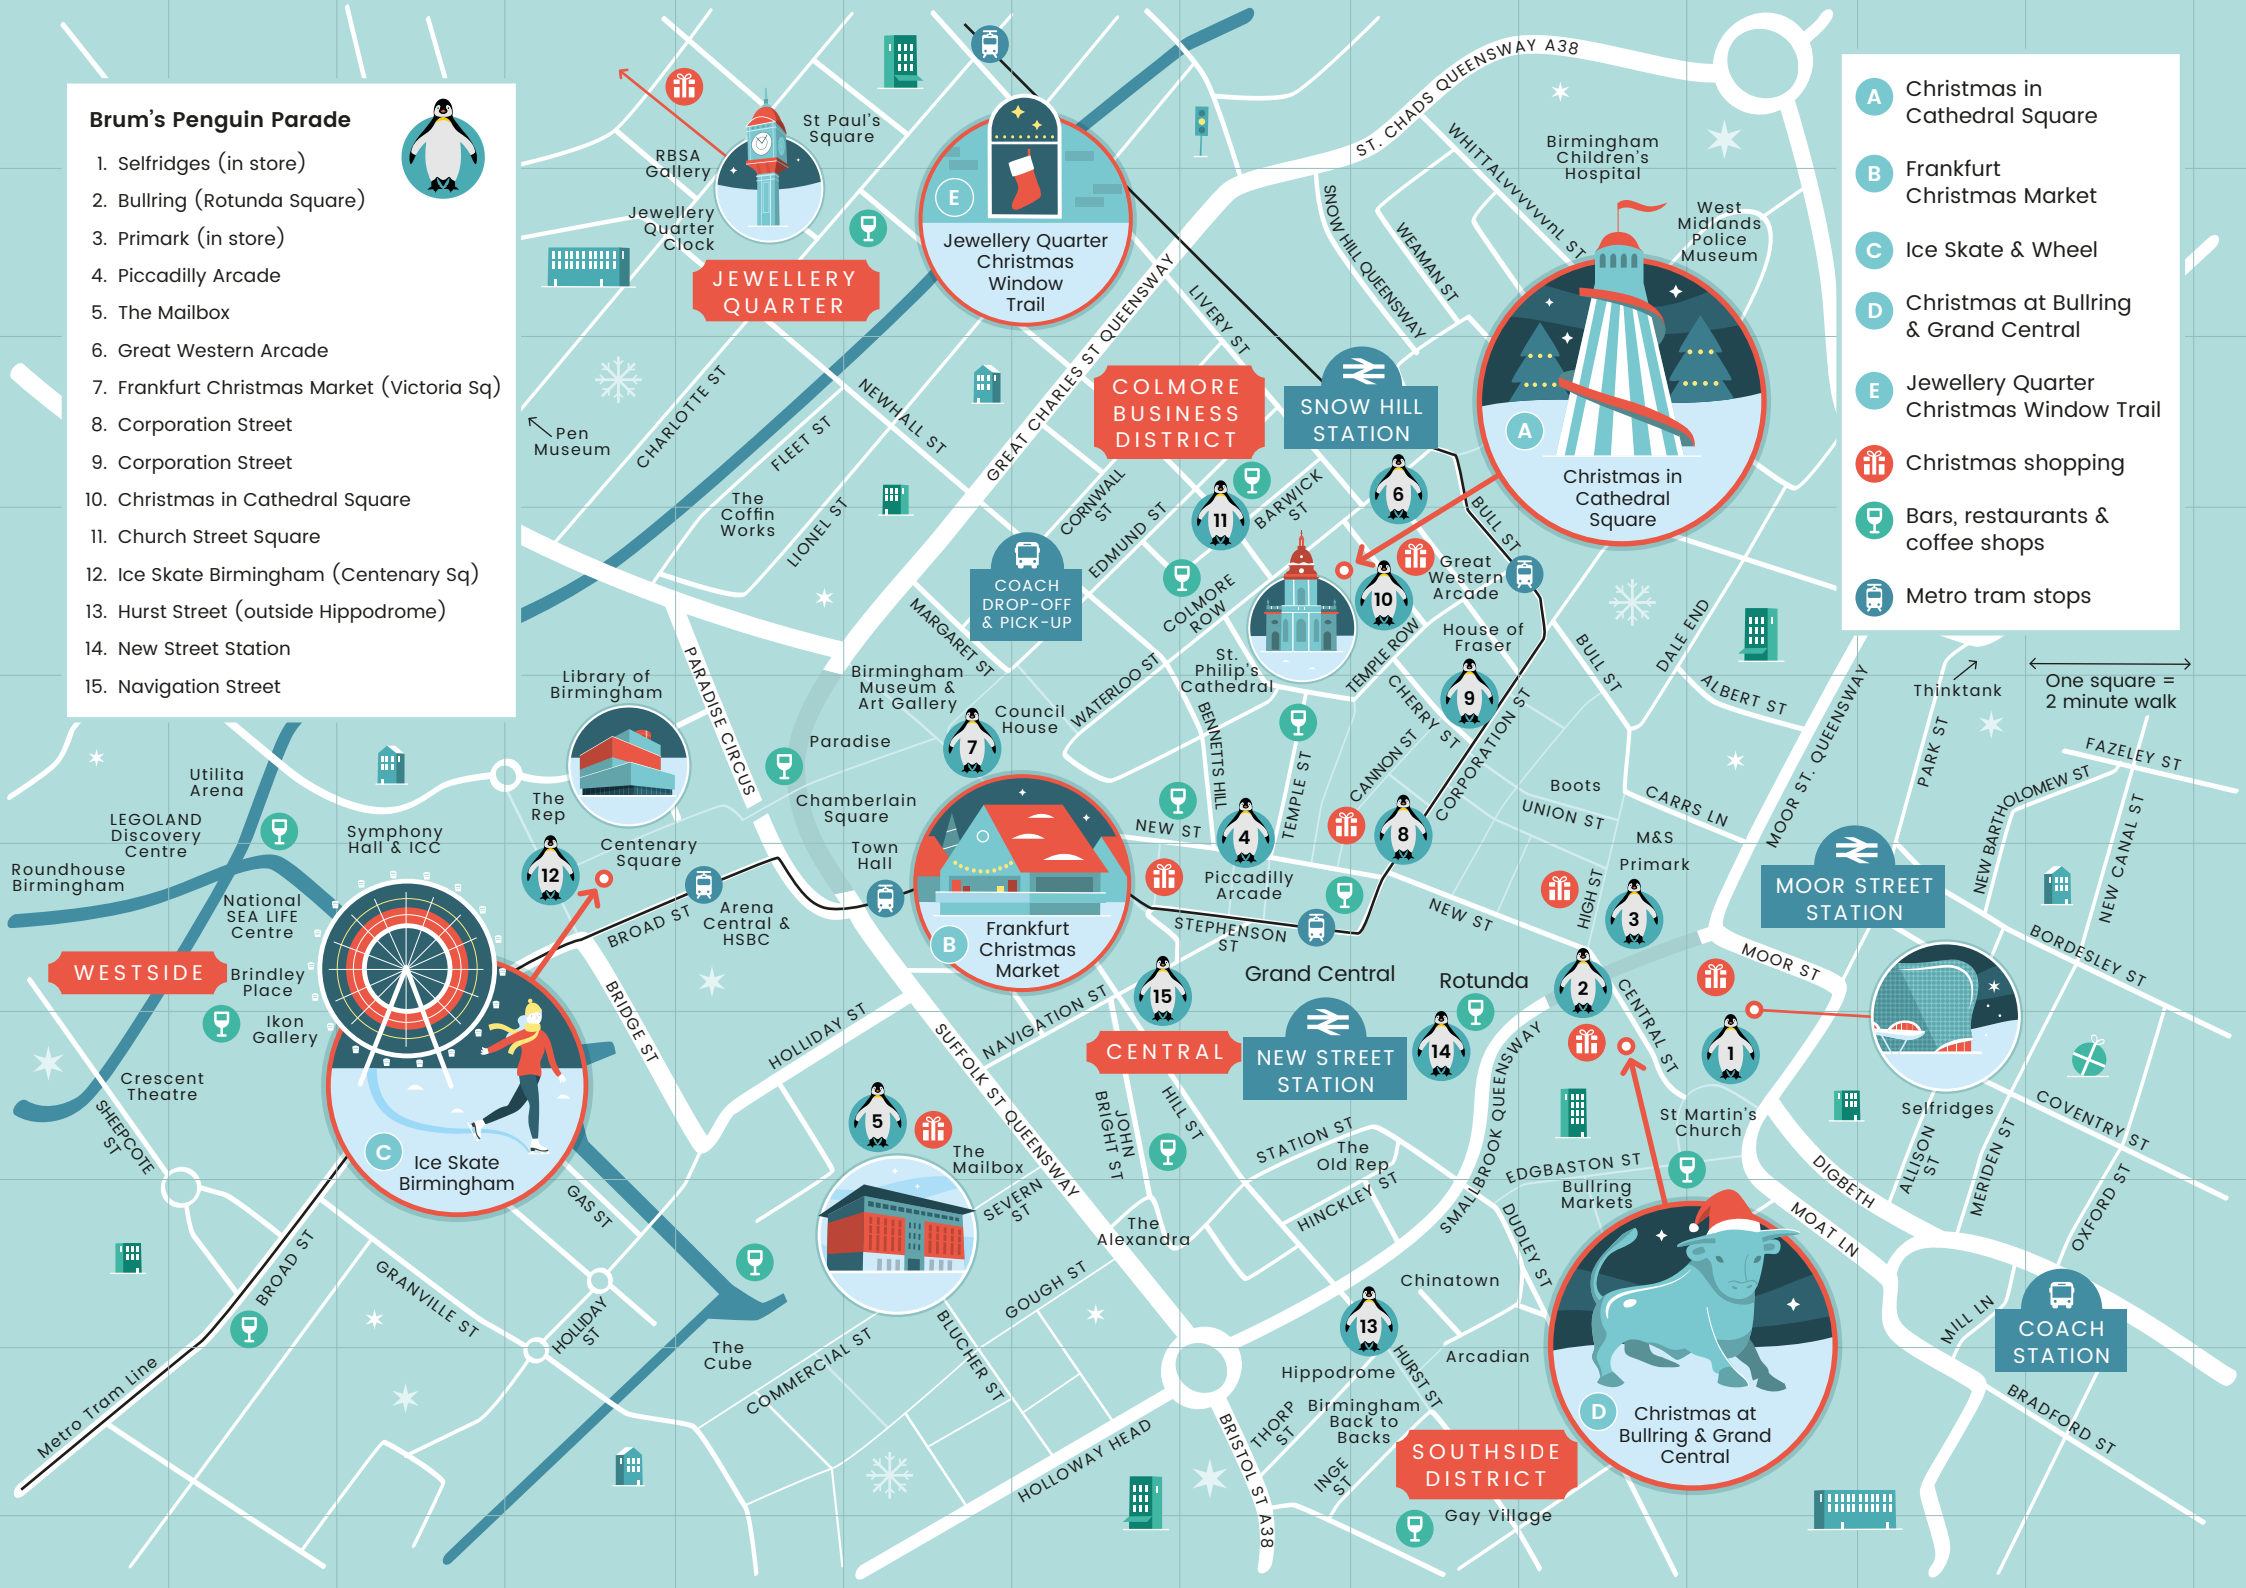 Brum's Penguin Parade
1. Selfridges (in store)
2. Bullring (Rotunda Square)
3. Primark (in store)
4. Piccadilly Arcade
5. The Mailbox
6. Great Western Arcade
7. Frankfurt Christmas Market (Victoria Sq)
8. Corporation Street
9. Corporation Street
10. Christmas in Cathedral Square
11. Church Street Square
12. Ice Skate Birmingham (Centenary Sq)
13. Hurst Street (outside Hippodrome)
14. New Street Station
15. Navigation Street
A Christmas in
Cathedral Square
B Frankfurt
Christmas Market
C Ice Skate & Wheel
D Christmas at Bullring
& Grand Central
E Jewellery Quarter
Christmas Window Trail
Christmas shopping
Bars, restaurants &
coffee shops
Metro tram stops
One square =
2 minute walk
Thinktank
St Paul's
Square
RBSA
Gallery
Jewellery
Quarter
Clock
JEWELLERY
QUARTER
E
Jewellery Quarter
Christmas
Window
Trail
ST. CHADS QUEENSWAY A38
WHITTALvvvvvvnL ST
Birmingham
Children's
Hospital
West
Midlands
Police
Museum
SNOW HILL QUEENSWAY
WEAMAN ST
LIVERY ST
GREAT CHARLES ST QUEENSWAY
Pen
Museum
CHARLOTTE ST
FLEET ST
NEWHALL ST
The
Coffin
Works
LIONEL ST
COLMORE
BUSINESS
DISTRICT
SNOW HILL
STATION
A
Christmas in
Cathedral
Square
CORNWALL
ST
EDMUND ST
BARWICK
ST
11
6
BULL ST
COACH
DROP-OFF
& PICK-UP
COLMORE
ROW
10
Great
Western
Arcade
MARGARET ST
WATERLOO ST
St.
Philip's
Cathedral
TEMPLE ROW
House of
Fraser
9
CHERRY ST
BULL ST
DALE END
ALBERT ST
MOOR ST. QUEENSWAY
PARK ST
FAZELEY ST
NEW BARTHOLOMEW ST
NEW CANAL ST
Library of
Birmingham
PARADISE CIRCUS
Birmingham
Museum &
Art Gallery
Council
House
7
Paradise
Chamberlain
Square
Town
Hall
BENNETTS HILL
TEMPLE ST
CANNON ST
CORPORATION ST
Boots
UNION ST
CARRS LN
M&S
Primark
NEW ST
4
8
Piccadilly
Arcade
NEW ST
HIGH ST
3
MOOR STREET
STATION
BORDESLEY ST
Utilita
Arena
LEGOLAND
Discovery
Centre
Roundhouse
Birmingham
Symphony
Hall & ICC
The
Rep
12
Centenary
Square
National
SEA LIFE
Centre
BROAD ST
Arena
Central &
HSBC
B
Frankfurt
Christmas
Market
STEPHENSON
ST
Grand Central
Rotunda
2
MOOR ST
WESTSIDE
Brindley
Place
Ikon
Gallery
Crescent
Theatre
SHEEPCOTE
ST
BRIDGE ST
HOLLIDAY ST
SUFFOLK ST QUEENSWAY
NAVIGATION ST
15
CENTRAL
NEW STREET
STATION
14
CENTRAL ST
1
Selfridges
COVENTRY ST
C
Ice Skate
Birmingham
5
The
Mailbox
SEVERN
ST
JOHN
BRIGHT ST
HILL ST
STATION ST
The
Old Rep
HINCKLEY ST
SMALLBROOK QUEENSWAY
EDGBASTON ST
Bullring
Markets
St Martin's
Church
DUDLEY ST
DIGBETH
MOAT LN
ALLISON
ST
MERIDEN ST
OXFORD ST
GAS ST
BROAD ST
GRANVILLE ST
HOLLIDAY
ST
Metro Tram Line
The
Cube
COMMERCIAL ST
BLUCHER ST
GOUGH ST
The
Alexandra
HOLLOWAY HEAD
BRISTOL ST A38
Chinatown
13
Hippodrome
HURST ST
Arcadian
Birmingham
Back to
Backs
THORP
ST
INGE
ST
SOUTHSIDE
DISTRICT
Gay Village
D
Christmas at
Bullring & Grand
Central
MILL LN
COACH
STATION
BRADFORD ST